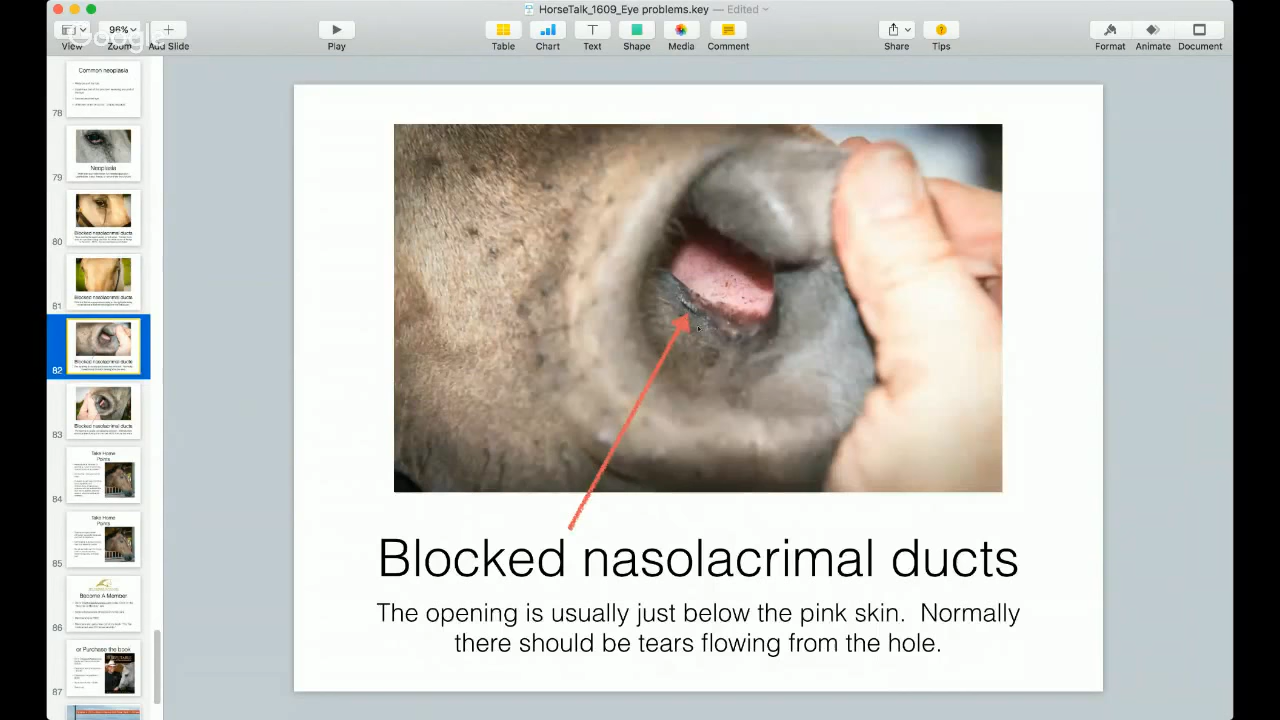 HorseTalk_1609_Eye problems.key — Edited
96%
Google
View
Zoom
Add Slide
Play
Table
Chart
Text
Shape
Media
Comment
Share
Tips
Format
Animate
Document
Common neoplasia
78
Neoplasia
79
Blocked nasolacrimal ducts
80
Blocked nasolacrimal ducts
81
Blocked nasolacrimal ducts
82
Blocked nasolacrimal ducts
83
Take Home
Points
84
Take Home
Points
85
Become A Member
86
or Purchase the book
87
Blocked nasolacrimal ducts
The opening is usually just below the pink skin. Normally
there should be tears flowing into the hole.